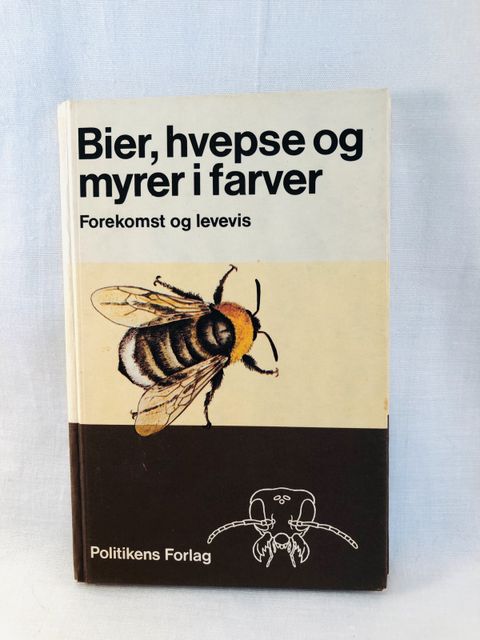 Bier, hvepse og
myrer i farver
Forekomst og levevis
Politikens Forlag